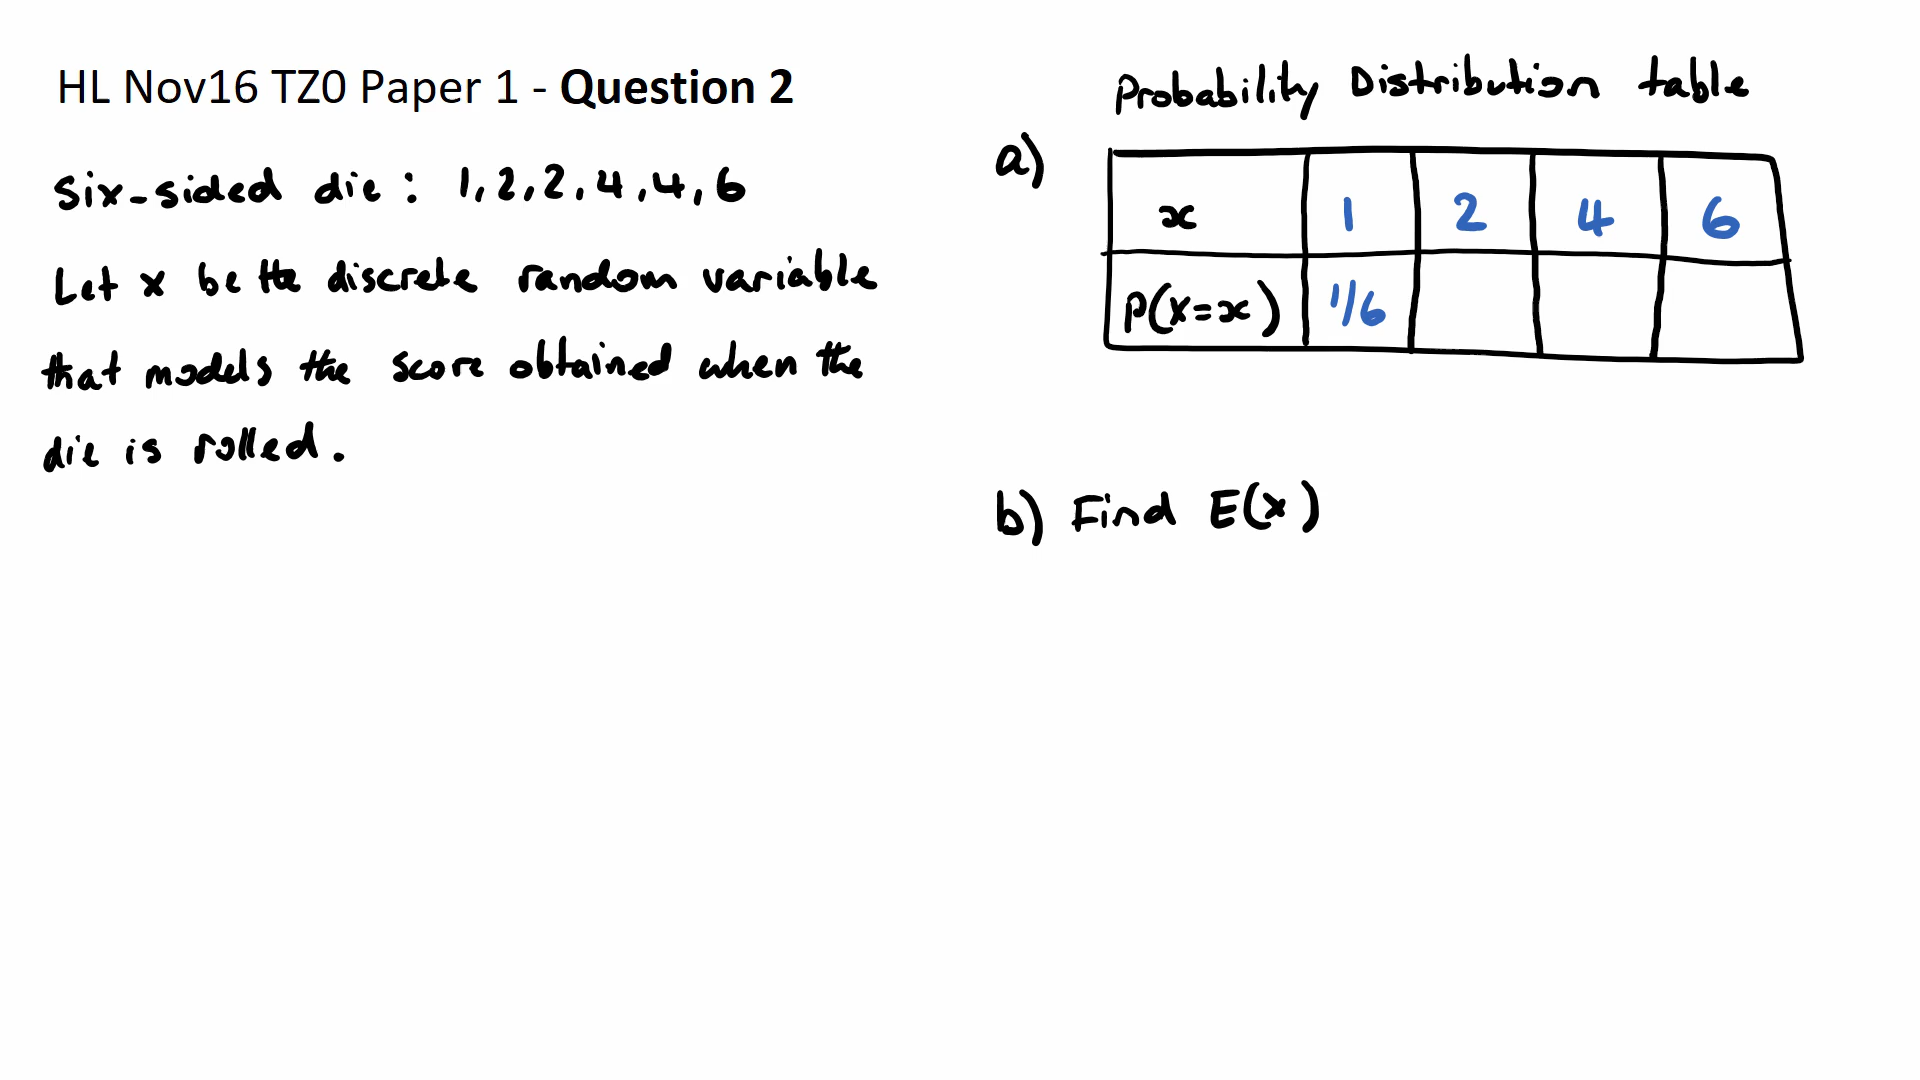 HL Nov16 TZ0 Paper 1 - Question 2
Six-sided die : 1, 2, 2, 4, 4, 6
Let x be the discrete random variable
that models the score obtained when the
die is rolled.
Probability Distribution table
a)
x 1 2 4 6
P(X=x) 1/6
b) Find E(x)